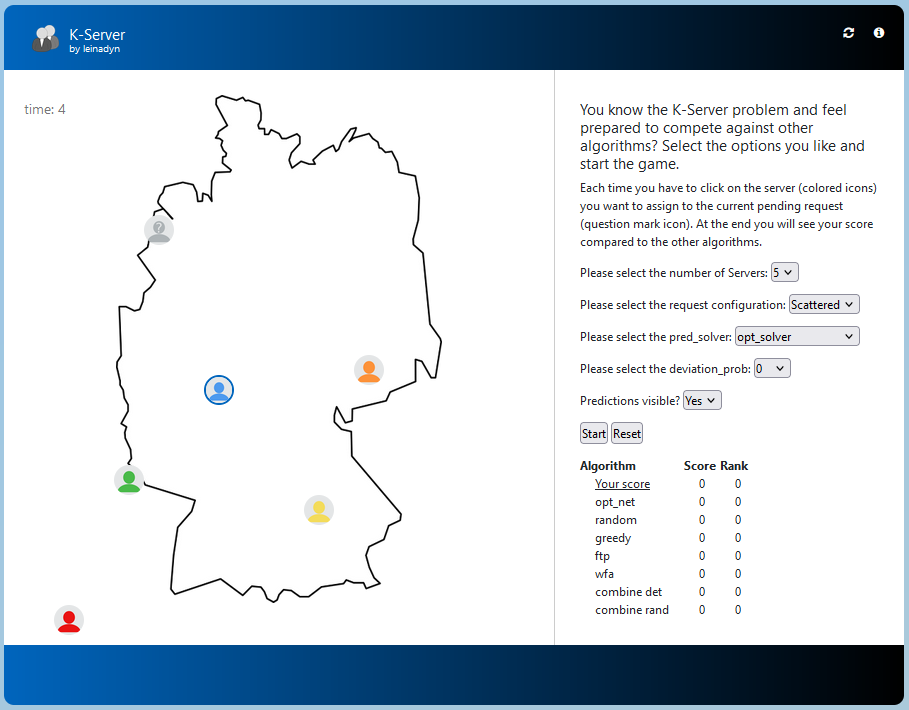 K-Server
by leinadyn
time: 4
?
You know the K-Server problem and feel
prepared to compete against other
algorithms? Select the options you like and
start the game.
Each time you have to click on the server (colored icons)
you want to assign to the current pending request
(question mark icon). At the end you will see your score
compared to the other algorithms.
Please select the number of Servers: 5
Please select the request configuration: Scattered
Please select the pred_solver: opt_solver
Please select the deviation_prob: 0
Predictions visible? Yes
Start Reset
Algorithm Score Rank
Your score 0 0
opt_net 0 0
random 0 0
greedy 0 0
ftp 0 0
wfa 0 0
combine det 0 0
combine rand 0 0